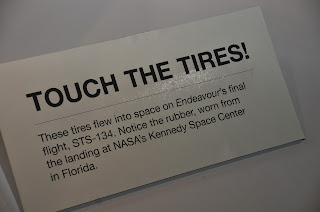 TOUCH THE TIRES!
These tires flew into space on Endeavour's final
flight, STS-134. Notice the rubber, worn from
the landing at NASA's Kennedy Space Center
in Florida.